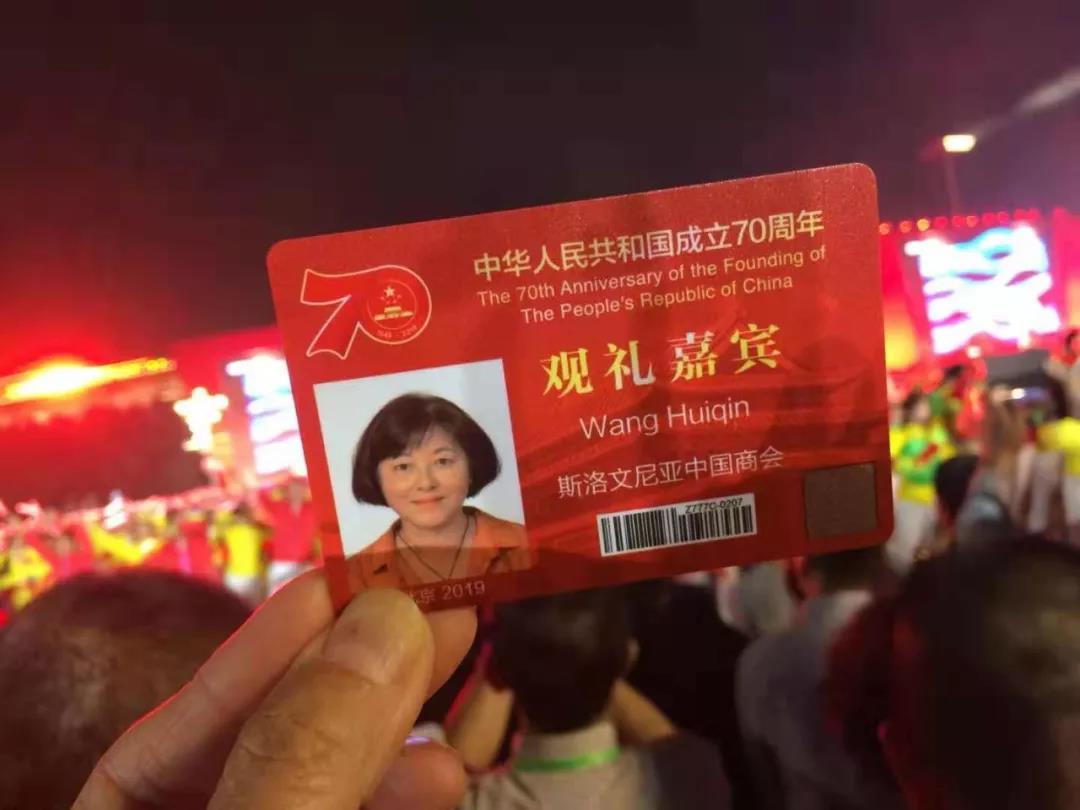 中华人民共和国成立70周年
The 70th Anniversary of the Founding of
The People's Republic of China
观礼嘉宾
Wang Huiqin
斯洛文尼亚中国商会
京 2019